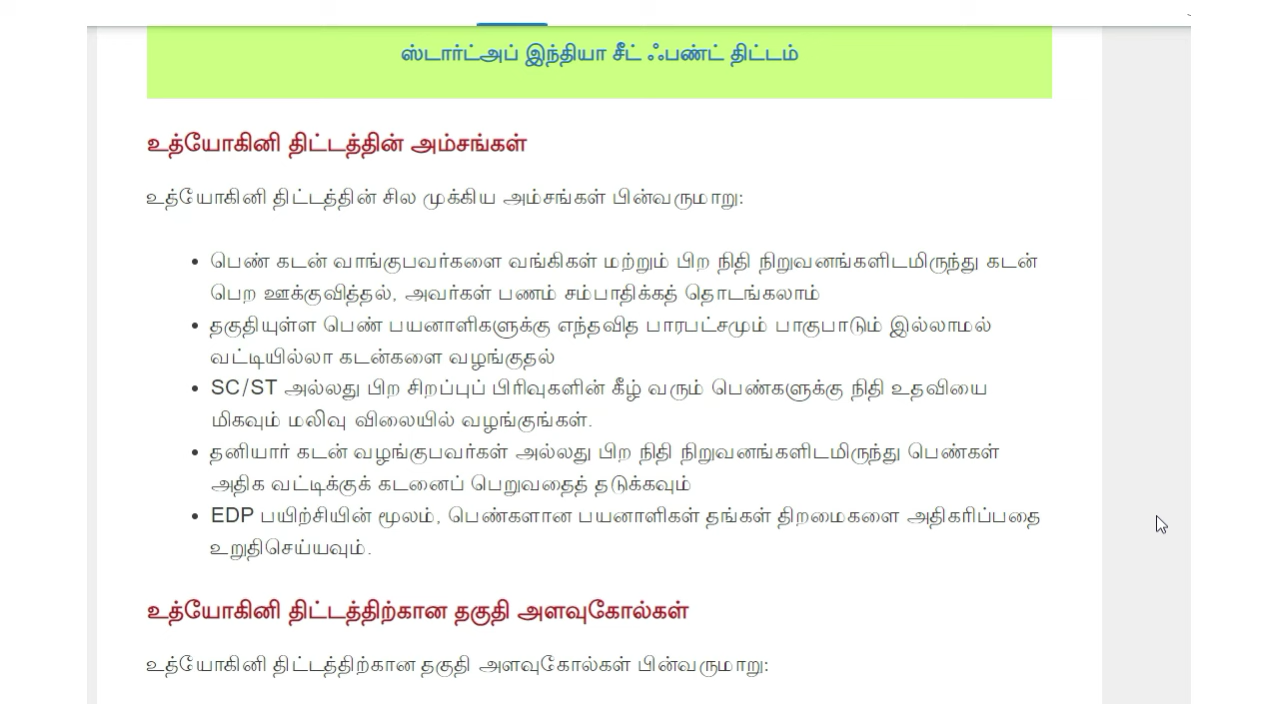 ஸ்டார்ட்அப் இந்தியா சீட் ஃபண்ட் திட்டம்
உத்யோகினி திட்டத்தின் அம்சங்கள்
உத்யோகினி திட்டத்தின் சில முக்கிய அம்சங்கள் பின்வருமாறு:
• பெண் கடன் வாங்குபவர்களை வங்கிகள் மற்றும் பிற நிதி நிறுவனங்களிடமிருந்து கடன்
பெற ஊக்குவித்தல், அவர்கள் பணம் சம்பாதிக்கத் தொடங்கலாம்
• தகுதியுள்ள பெண் பயனாளிகளுக்கு எந்தவித பாரபட்சமும் பாகுபாடும் இல்லாமல்
வட்டியில்லா கடன்களை வழங்குதல்
• SC/ST அல்லது பிற சிறப்புப் பிரிவுகளின் கீழ் வரும் பெண்களுக்கு நிதி உதவியை
மிகவும் மலிவு விலையில் வழங்குங்கள்.
• தனியார் கடன் வழங்குபவர்கள் அல்லது பிற நிதி நிறுவனங்களிடமிருந்து பெண்கள்
அதிக வட்டிக்குக் கடனைப் பெறுவதைத் தடுக்கவும்
• EDP பயிற்சியின் மூலம், பெண்களான பயனாளிகள் தங்கள் திறமைகளை அதிகரிப்பதை
உறுதிசெய்யவும்.
உத்யோகினி திட்டத்திற்கான தகுதி அளவுகோல்கள்
உத்யோகினி திட்டத்திற்கான தகுதி அளவுகோல்கள் பின்வருமாறு: